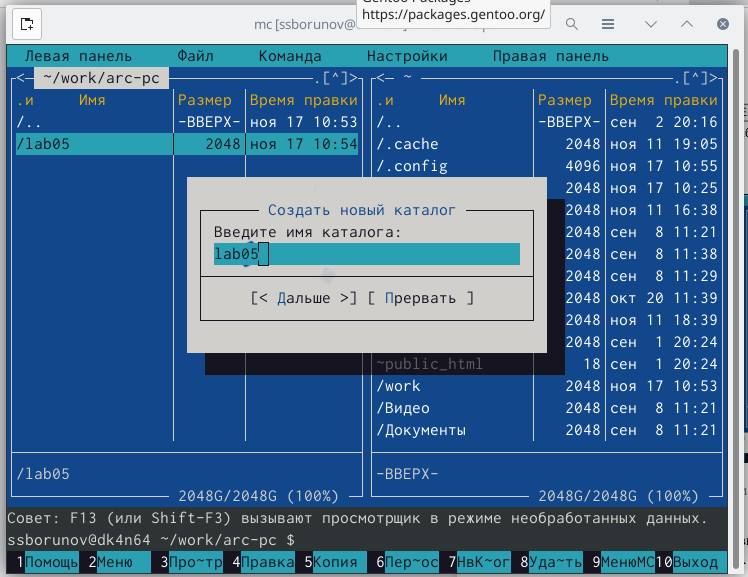 Gentoo Packages
https://packages.gentoo.org/
mc [ssborunov@
Левая панель Файл Команда Настройки Правая панель
<─ ~/work/arc-pc ─.[^]>
<─ ~ ─.[^]>
.и Имя Размер Время правки
.и Имя Размер Время правки
/.. -ВВЕРХ- ноя 17 10:53
/.. -ВВЕРХ- сен 2 20:16
/lab05 2048 ноя 17 10:54
/.cache 2048 ноя 11 19:05
/.config 4096 ноя 17 10:55
2048 ноя 17 10:25
Создать новый каталог
2048 ноя 11 16:38
Введите имя каталога:
2048 сен 8 11:21
lab05
2048 сен 8 11:38
2048 сен 8 11:29
[< Дальше >] [ Прервать ]
2048 окт 20 11:39
2048 ноя 11 18:39
2048 сен 1 20:24
~public_html 18 сен 1 20:24
/work 2048 ноя 17 10:53
/Видео 2048 сен 8 11:21
/Документы 2048 сен 8 11:21
/lab05
-ВВЕРХ-
2048G/2048G (100%)
2048G/2048G (100%)
Совет: F13 (или Shift-F3) вызывают просмотрщик в режиме необработанных данных.
ssborunov@dk4n64 ~/work/arc-pc $
1Помощь 2Меню 3Про~тр 4Правка 5Копия 6Пер~ос 7НвК~ог 8Уда~ть 9МенюМС 10Выход